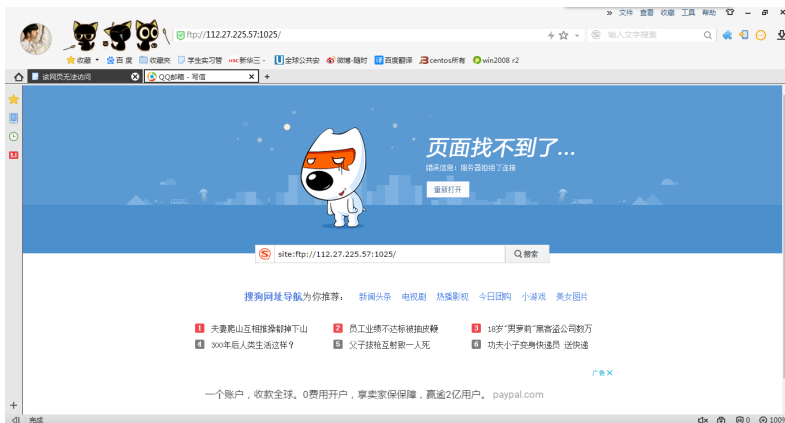 » 文件 查看 收藏 工具 帮助
ftp://112.27.225.57:1025/
输入文字搜索
收藏 百度 收藏夹 学生实习管 H3C新华三 - 全球公共安 微博-随时 百度翻译 centos所有 win2008 r2
该网页无法访问 QQ邮箱 - 写信
页面找不到了...
错误信息：服务器拒绝了连接
重新打开
site:ftp://112.27.225.57:1025/ 搜索
搜狗网址导航为你推荐： 新闻头条 电视剧 热播影视 今日团购 小游戏 美女图片
1 夫妻爬山互相推搡都掉下山 2 员工业绩不达标被抽皮鞭 3 18岁"男萝莉"黑客盗公司数万
4 300年后人类生活这样？ 5 父子拔枪互射致一人死 6 功夫小子变身快递员 送快递
广告
一个账户，收款全球。0费用开户，享卖家保障，赢逾2亿用户。 paypal.com
完成 0 100%